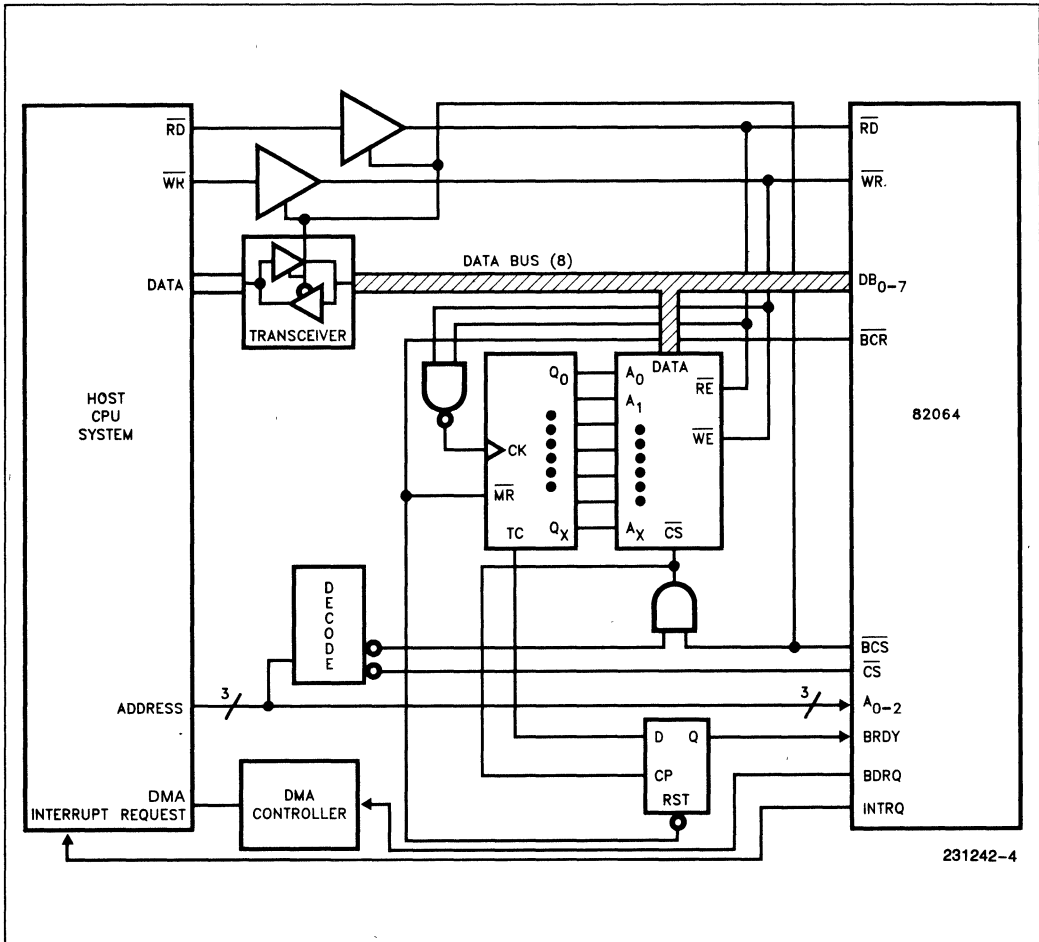 RD
RD
WR
WR.
DATA
TRANSCEIVER
DATA BUS (8)
DB0-7
BCR
HOST
CPU
SYSTEM
82064
Q0
A0
DATA
RE
A1
WE
CK
MR
TC
QX
AX
CS
DECODE
BCS
CS
ADDRESS
3
3
A0-2
D
Q
BRDY
CP
RST
BDRQ
DMA
REQUEST
INTERRUPT
DMA
CONTROLLER
INTRQ
231242-4